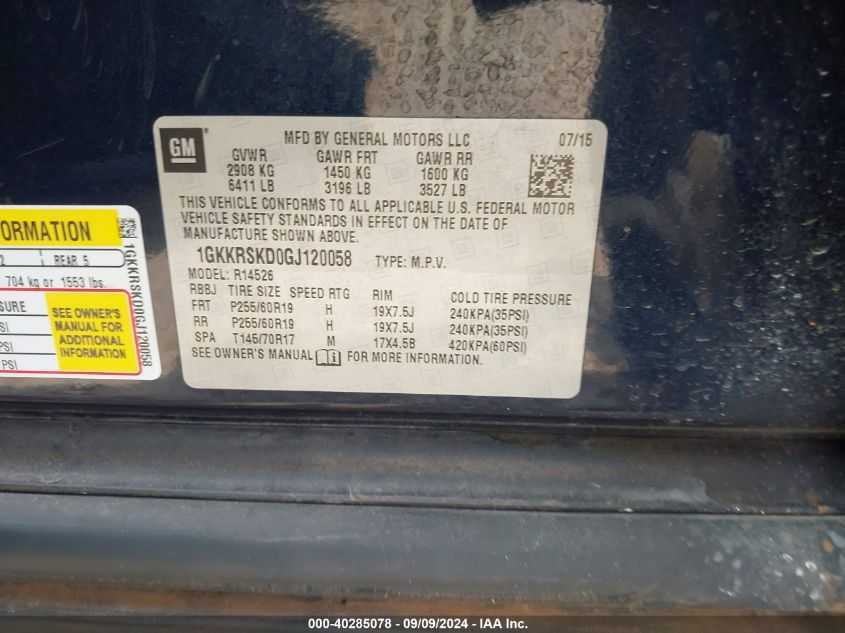 GM
MFD BY GENERAL MOTORS LLC 07/15
GVWR GAWR FRT GAWR RR
2908 KG 1450 KG 1600 KG
6411 LB 3196 LB 3527 LB
THIS VEHICLE CONFORMS TO ALL APPLICABLE U.S. FEDERAL MOTOR
VEHICLE SAFETY STANDARDS IN EFFECT ON THE DATE OF
MANUFACTURE SHOWN ABOVE.
1GKKRSKD0GJ120058 TYPE: M.P.V.
MODEL: R14526
RBBJ TIRE SIZE SPEED RTG RIM COLD TIRE PRESSURE
FRT P255/60R19 H 19X7.5J 240KPA(35PSI)
RR P255/60R19 H 19X7.5J 240KPA(35PSI)
SPA T145/70R17 M 17X4.5B 420KPA(60PSI)
SEE OWNER'S MANUAL FOR MORE INFORMATION.
ORMATION
2 REAR 5
704 kg or 1553 lbs.
SURE
SI
PSI
PSI
SEE OWNER'S
MANUAL FOR
ADDITIONAL
INFORMATION
1GKKRSKD0GJ120058
000-40285078 - 09/09/2024 - IAA Inc.